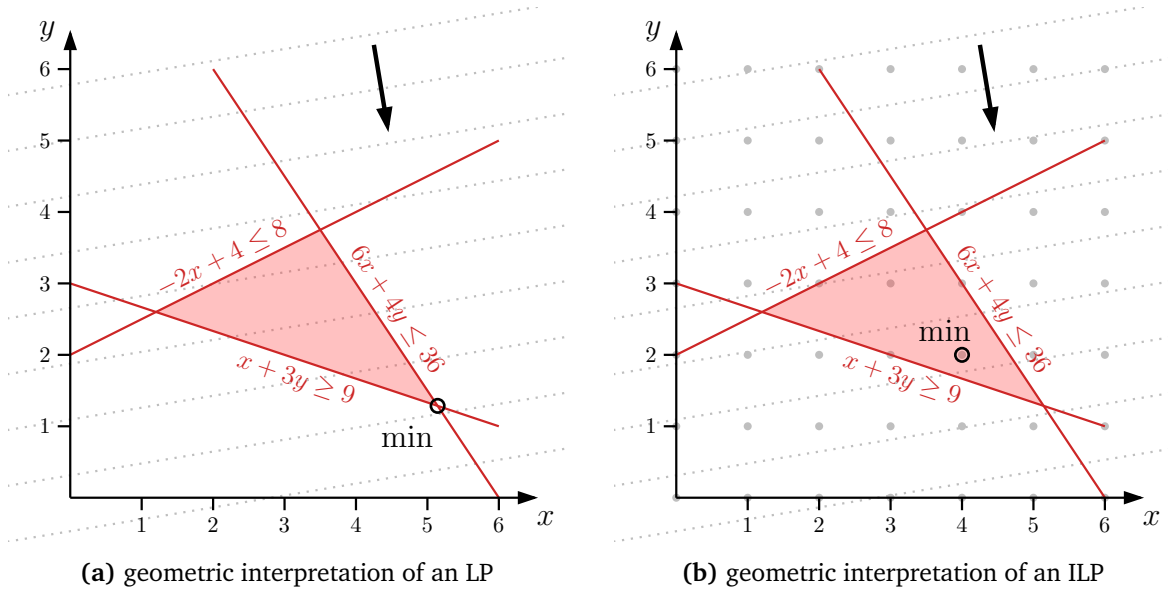 y
6
5
4
3
2
1
1 2 3 4 5 6
x
−2x + 4 ≤ 8
6x + 4y ≤ 36
x + 3y ≥ 9
min
(a) geometric interpretation of an LP
y
6
5
4
3
2
1
1 2 3 4 5 6
x
−2x + 4 ≤ 8
6x + 4y ≤ 36
min
x + 3y ≥ 9
(b) geometric interpretation of an ILP